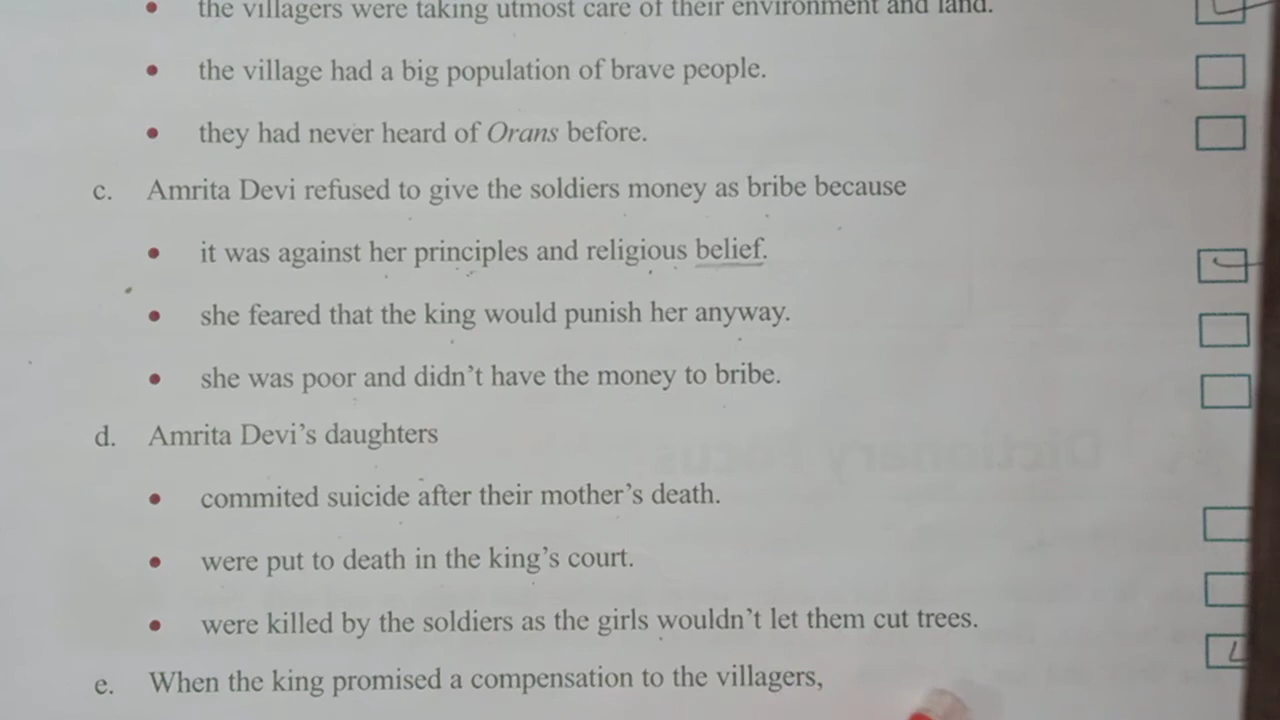 the villagers were taking utmost care of their environment and land.
• the village had a big population of brave people.
• they had never heard of Orans before.
c. Amrita Devi refused to give the soldiers money as bribe because
• it was against her principles and religious belief.
• she feared that the king would punish her anyway.
• she was poor and didn't have the money to bribe.
d. Amrita Devi's daughters
• commited suicide after their mother's death.
• were put to death in the king's court.
• were killed by the soldiers as the girls wouldn't let them cut trees.
e. When the king promised a compensation to the villagers,